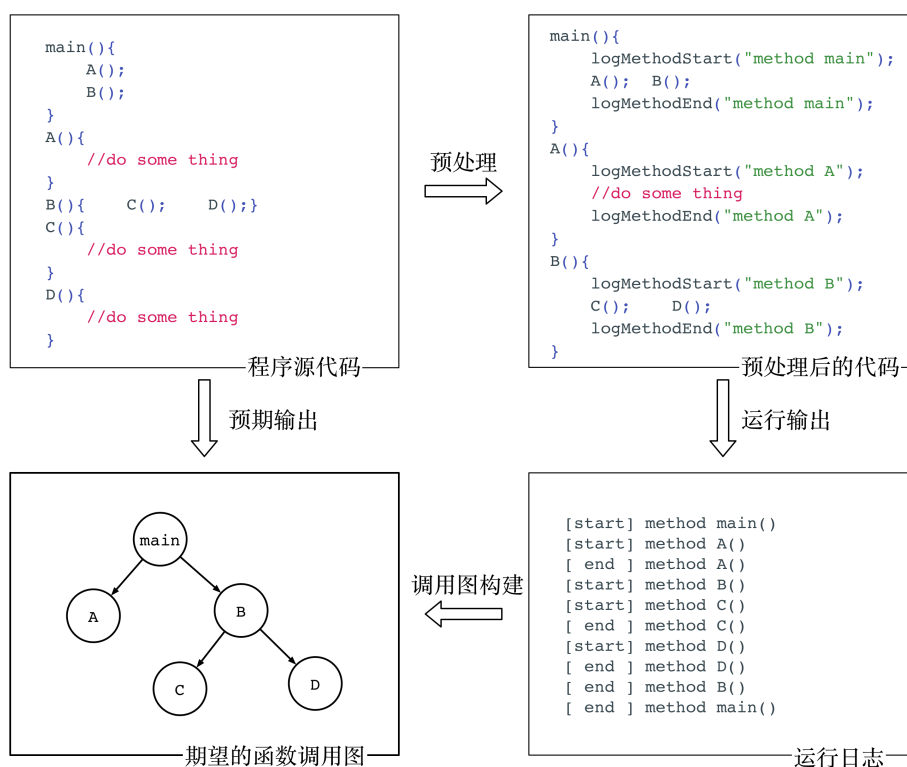 main(){
    A();
    B();
}
A(){
    //do some thing
}
B(){    C();    D();}
C(){
    //do some thing
}
D(){
    //do some thing
}
程序源代码
预处理
main(){
    logMethodStart("method main");
    A();  B();
    logMethodEnd("method main");
}
A(){
    logMethodStart("method A");
    //do some thing
    logMethodEnd("method A");
}
B(){
    logMethodStart("method B");
    C();    D();
    logMethodEnd("method B");
}
预处理后的代码
预期输出
运行输出
main
A
B
C
D
期望的函数调用图
调用图构建
[start] method main()
[start] method A()
[ end ] method A()
[start] method B()
[start] method C()
[ end ] method C()
[start] method D()
[ end ] method D()
[ end ] method B()
[ end ] method main()
运行日志